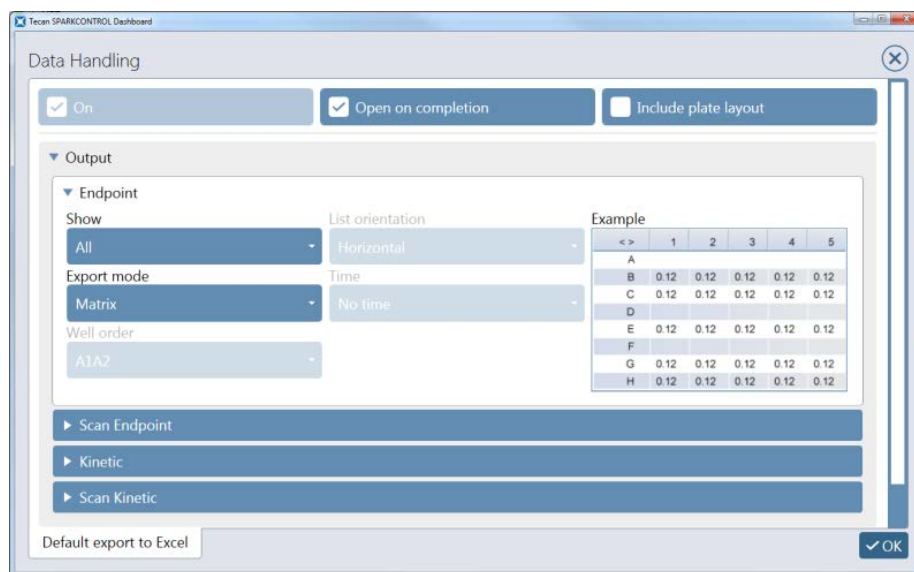 Tecan SPARKCONTROL Dashboard
Data Handling
On
Open on completion
Include plate layout
Output
Endpoint
Show
List orientation
Example
All
Horizontal
Export mode
Time
Matrix
No time
Well order
A1A2
< > 1 2 3 4 5
A
B 0.12 0.12 0.12 0.12 0.12
C 0.12 0.12 0.12 0.12 0.12
D
E 0.12 0.12 0.12 0.12 0.12
F
G 0.12 0.12 0.12 0.12 0.12
H 0.12 0.12 0.12 0.12 0.12
Scan Endpoint
Kinetic
Scan Kinetic
Default export to Excel
OK